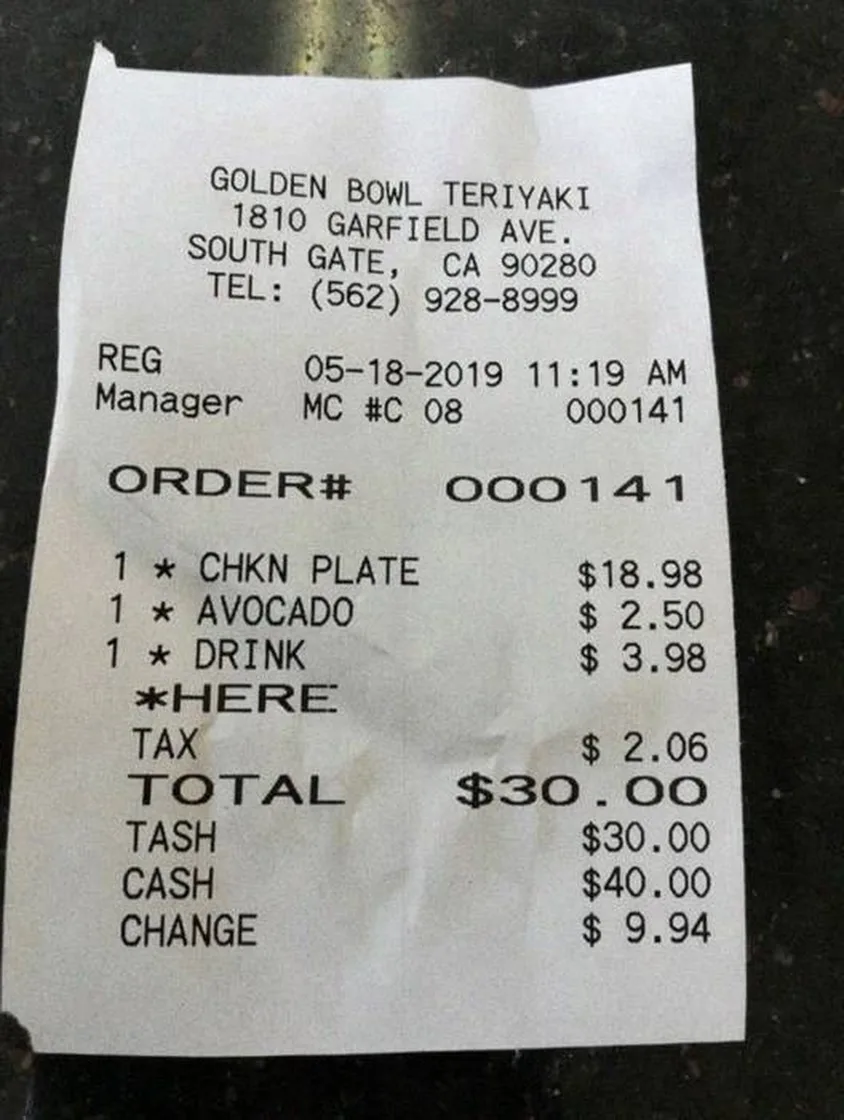 GOLDEN BOWL TERIYAKI
1810 GARFIELD AVE.
SOUTH GATE, CA 90280
TEL: (562) 928-8999
REG 05-18-2019 11:19 AM
Manager MC #C 08 000141
ORDER# 000141
1 * CHKN PLATE $18.98
1 * AVOCADO $ 2.50
1 * DRINK $ 3.98
*HERE
TAX $ 2.06
TOTAL $30.00
TASH $30.00
CASH $40.00
CHANGE $ 9.94